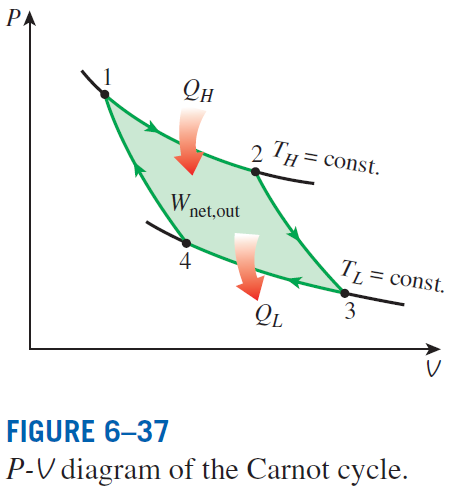 P
1
Q_H
2
T_H = const.
W_net,out
4
T_L = const.
Q_L
3
V
FIGURE 6–37
P-V diagram of the Carnot cycle.